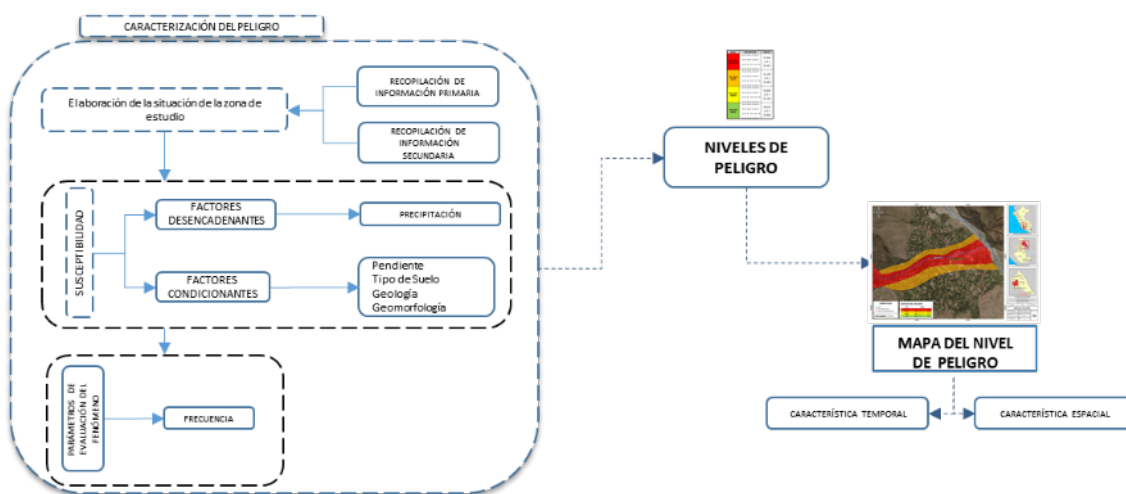 CARACTERIZACIÓN DEL PELIGRO
RECOPILACIÓN DE
INFORMACIÓN PRIMARIA
Elaboración de la situación de la zona de
estudio
RECOPILACIÓN DE
INFORMACIÓN
SECUNDARIA
SUSCEPTIBILIDAD
FACTORES
DESENCADENANTES
PRECIPITACIÓN
FACTORES
CONDICIONANTES
Pendiente
Tipo de Suelo
Geología
Geomorfología
PARÁMETROS DE
EVALUACIÓN DEL
FENÓMENO
FRECUENCIA
NIVELES DE
PELIGRO
MAPA DEL NIVEL
DE PELIGRO
CARACTERÍSTICA TEMPORAL
CARACTERÍSTICA ESPACIAL